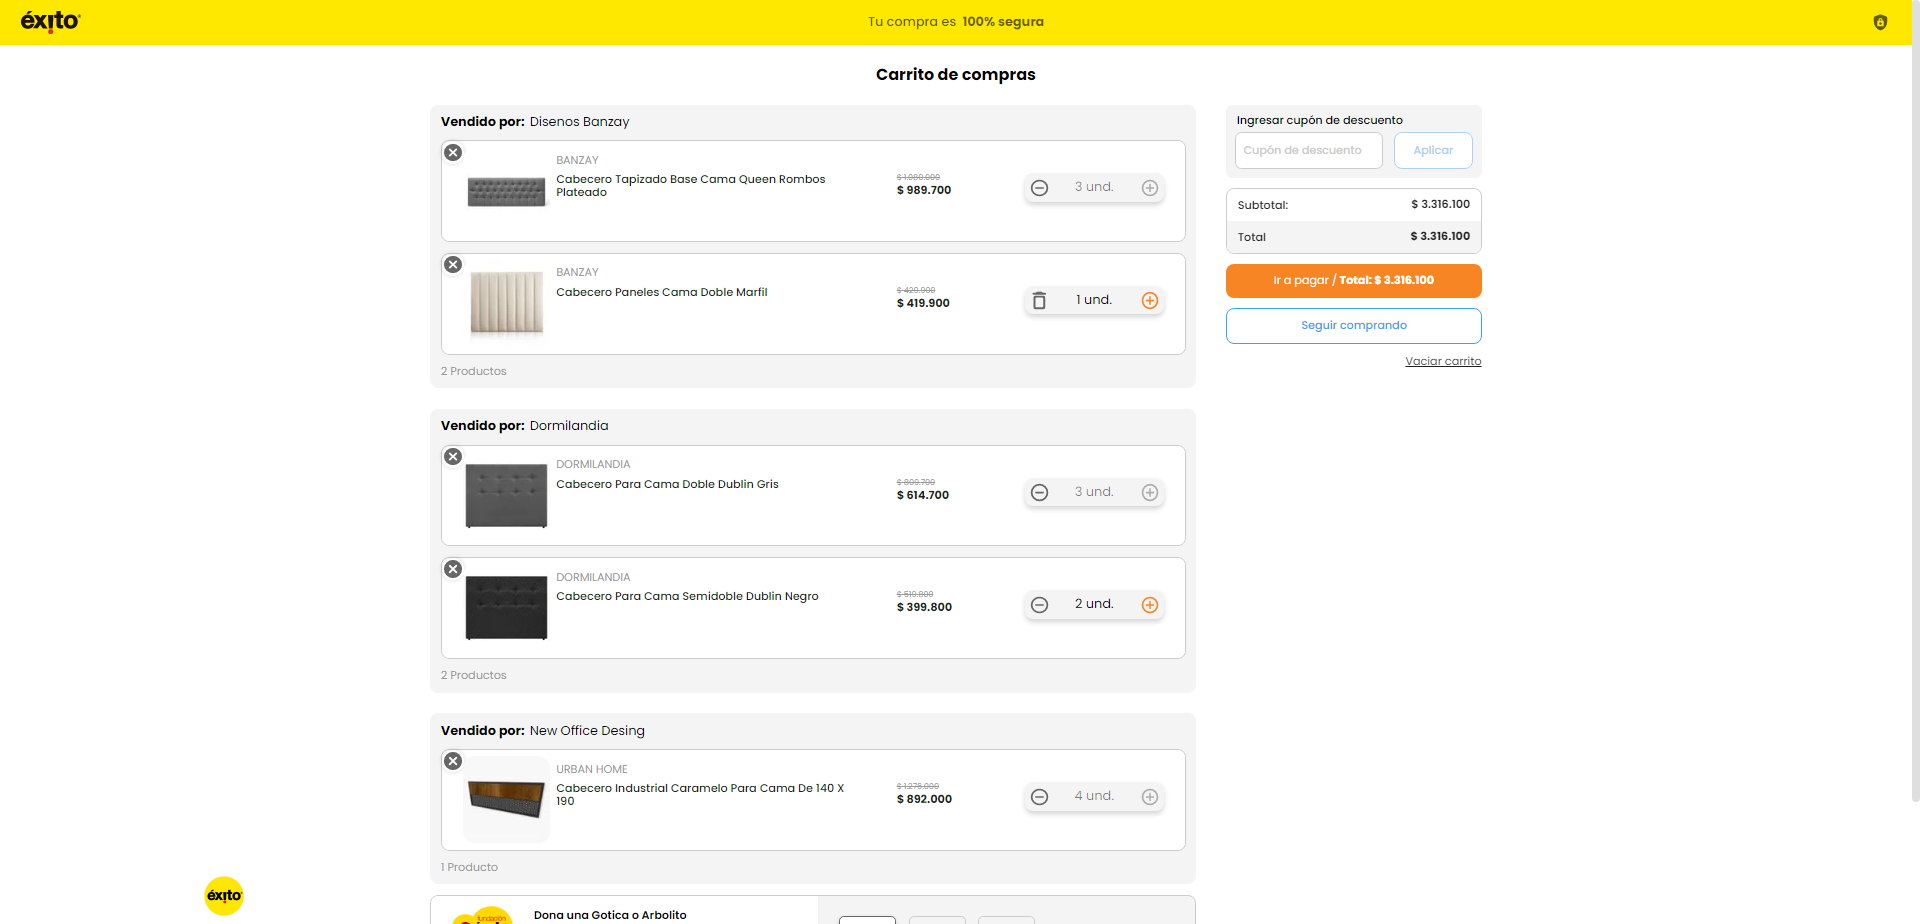 éxito
Tu compra es 100% segura
Carrito de compras
Vendido por: Disenos Banzay
BANZAY
Cabecero Tapizado Base Cama Queen Rombos
Plateado
$ 1.080.000
$ 989.700
3 und.
BANZAY
Cabecero Paneles Cama Doble Marfil
$ 429.900
$ 419.900
1 und.
2 Productos
Vendido por: Dormilandia
DORMILANDIA
Cabecero Para Cama Doble Dublin Gris
$ 809.700
$ 614.700
3 und.
DORMILANDIA
Cabecero Para Cama Semidoble Dublin Negro
$ 519.800
$ 399.800
2 und.
2 Productos
Vendido por: New Office Desing
URBAN HOME
Cabecero Industrial Caramelo Para Cama De 140 X
190
$ 1.276.000
$ 892.000
4 und.
1 Producto
Dona una Gotica o Arbolito
fundación
éxito
Ingresar cupón de descuento
Cupón de descuento
Aplicar
Subtotal: $ 3.316.100
Total $ 3.316.100
Ir a pagar / Total: $ 3.316.100
Seguir comprando
Vaciar carrito